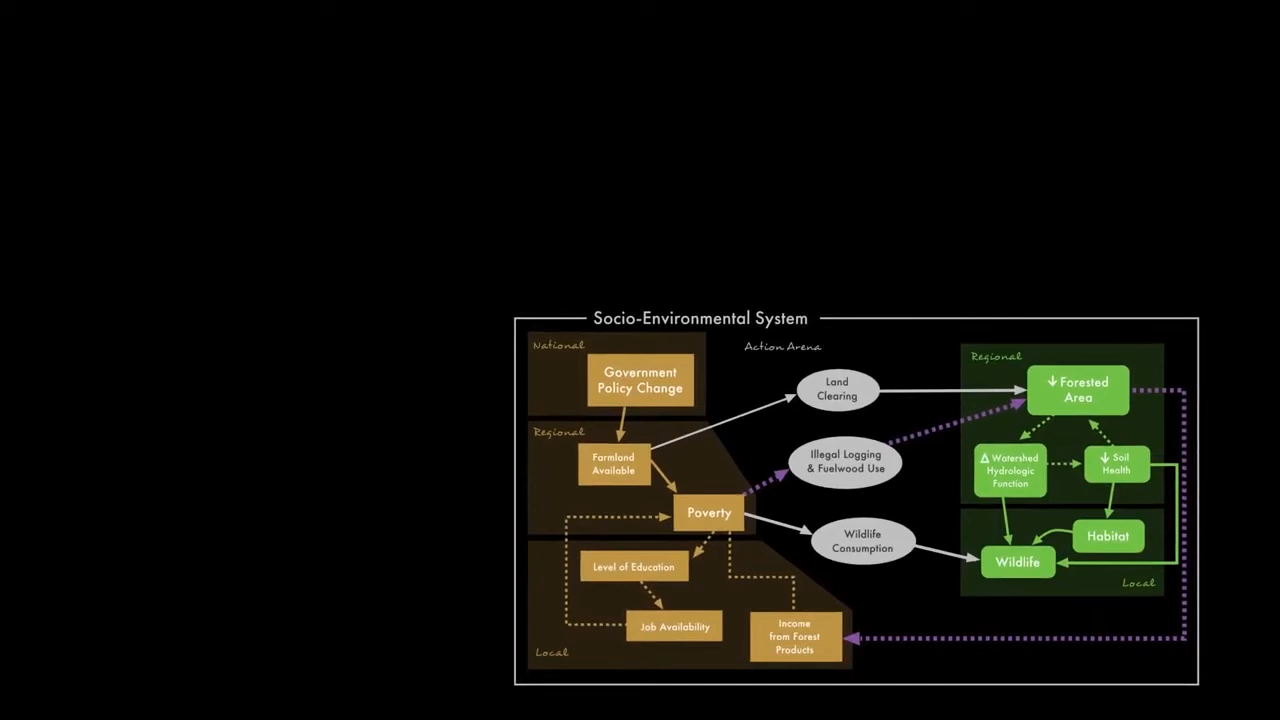 Socio-Environmental System
National
Action Arena
Government
Policy Change
Land
Clearing
Regional
↓ Forested
Area
Regional
Farmland
Available
Illegal Logging
& Fuelwood Use
Δ Watershed
Hydrologic
Function
↓ Soil
Health
Poverty
Wildlife
Consumption
Habitat
Wildlife
Local
Level of Education
Job Availability
Income
from Forest
Products
Local